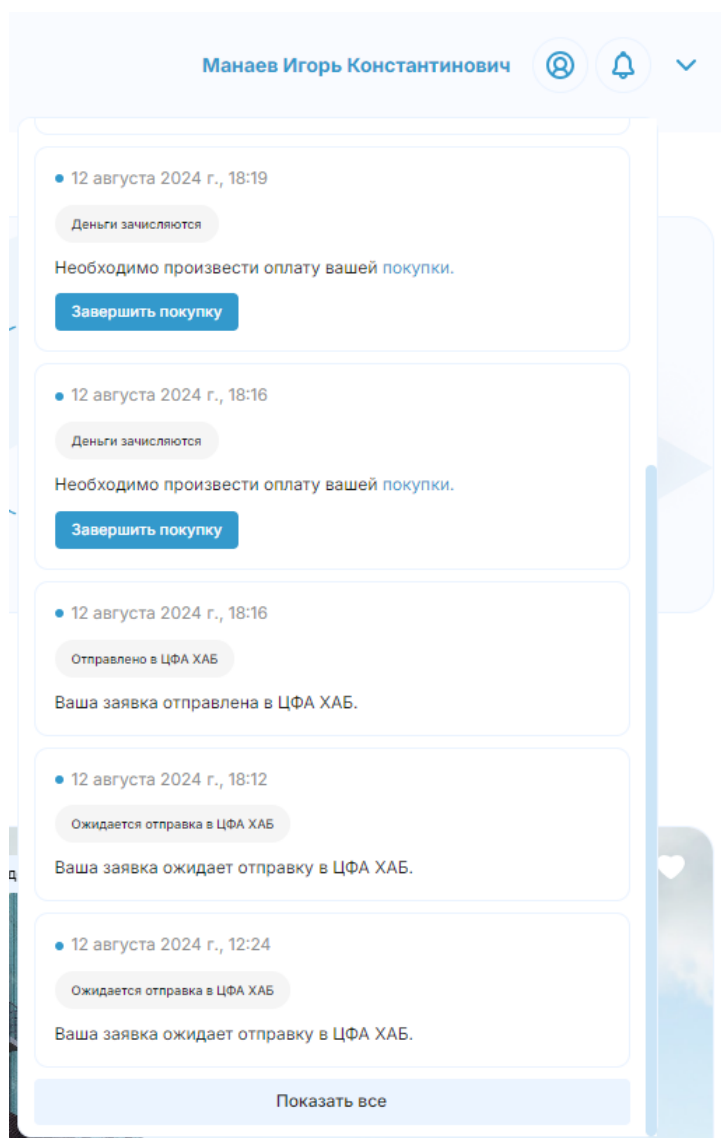 Манаев Игорь Константинович
12 августа 2024 г., 18:19
Деньги зачисляются
Необходимо произвести оплату вашей покупки.
Завершить покупку
12 августа 2024 г., 18:16
Деньги зачисляются
Необходимо произвести оплату вашей покупки.
Завершить покупку
12 августа 2024 г., 18:16
Отправлено в ЦФА ХАБ
Ваша заявка отправлена в ЦФА ХАБ.
12 августа 2024 г., 18:12
Ожидается отправка в ЦФА ХАБ
Ваша заявка ожидает отправку в ЦФА ХАБ.
12 августа 2024 г., 12:24
Ожидается отправка в ЦФА ХАБ
Ваша заявка ожидает отправку в ЦФА ХАБ.
Показать все